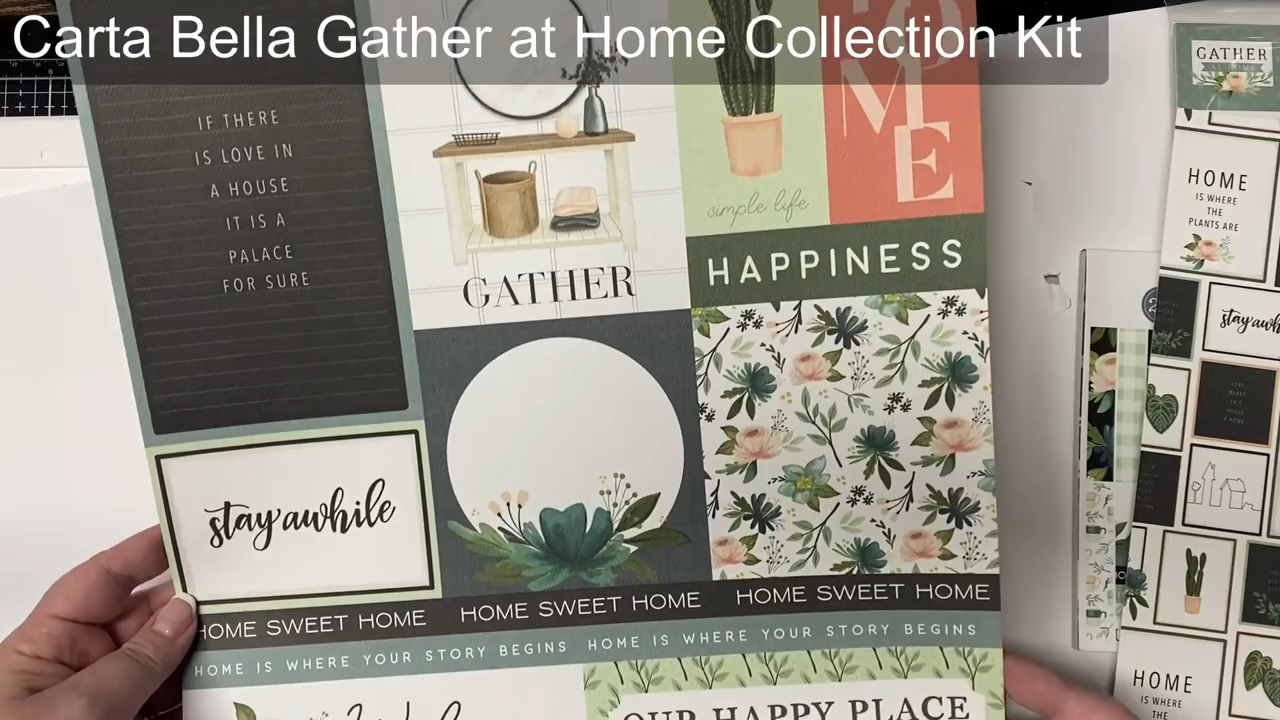 Carta Bella Gather at Home Collection Kit
IF THERE
IS LOVE IN
A HOUSE
IT IS A
PALACE
FOR SURE
GATHER
simple life
ME
HAPPINESS
stay awhile
HOME SWEET HOME HOME SWEET HOME HOME SWEET HOME
HOME IS WHERE YOUR STORY BEGINS HOME IS WHERE YOUR STORY BEGINS
OUR HAPPY PLACE
GATHER
AT HOME
HOME
IS WHERE
THE
PLANTS ARE
HOME
IS WHERE
THE